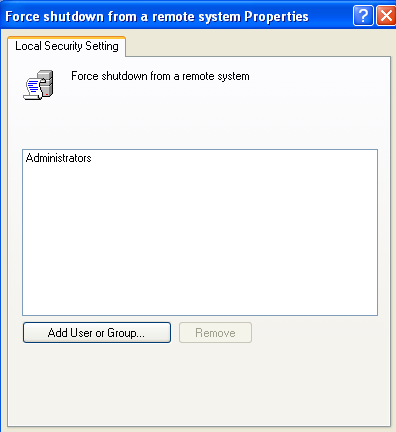 Force shutdown from a remote system Properties
Local Security Setting
Force shutdown from a remote system
Administrators
Add User or Group...
Remove